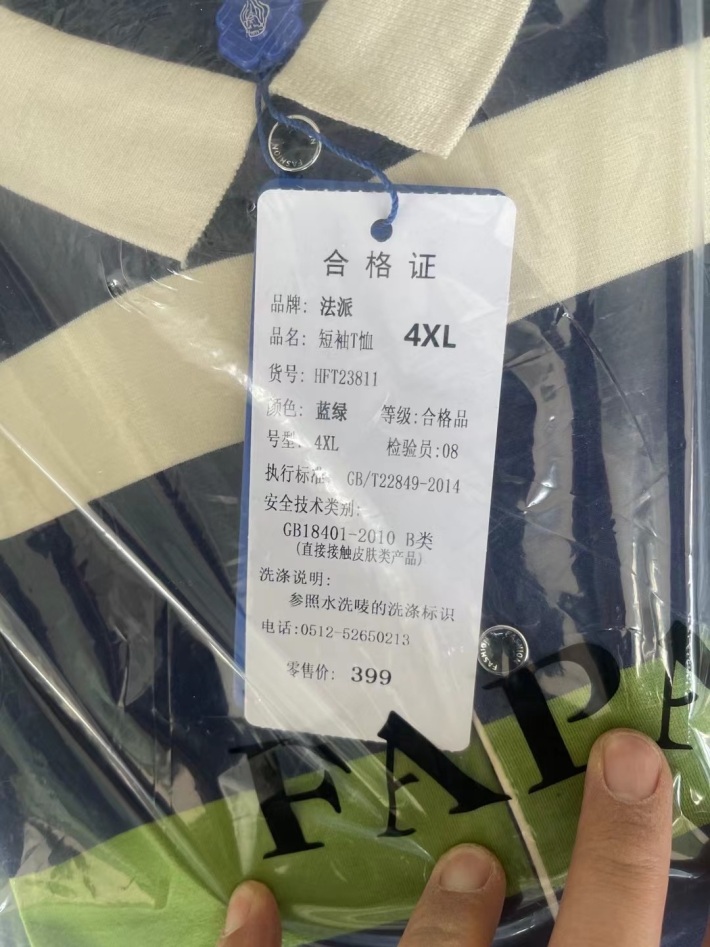 FASHION
合格证
品牌: 法派
品名: 短袖T恤 4XL
货号: HFT23811
颜色: 蓝绿 等级:合格品
号型: 4XL 检验员:08
执行标准: GB/T22849-2014
安全技术类别:
GB18401-2010 B类
(直接接触皮肤类产品)
洗涤说明:
参照水洗唛的洗涤标识
电话:0512-52650213
零售价: 399
FASHION
FAPA